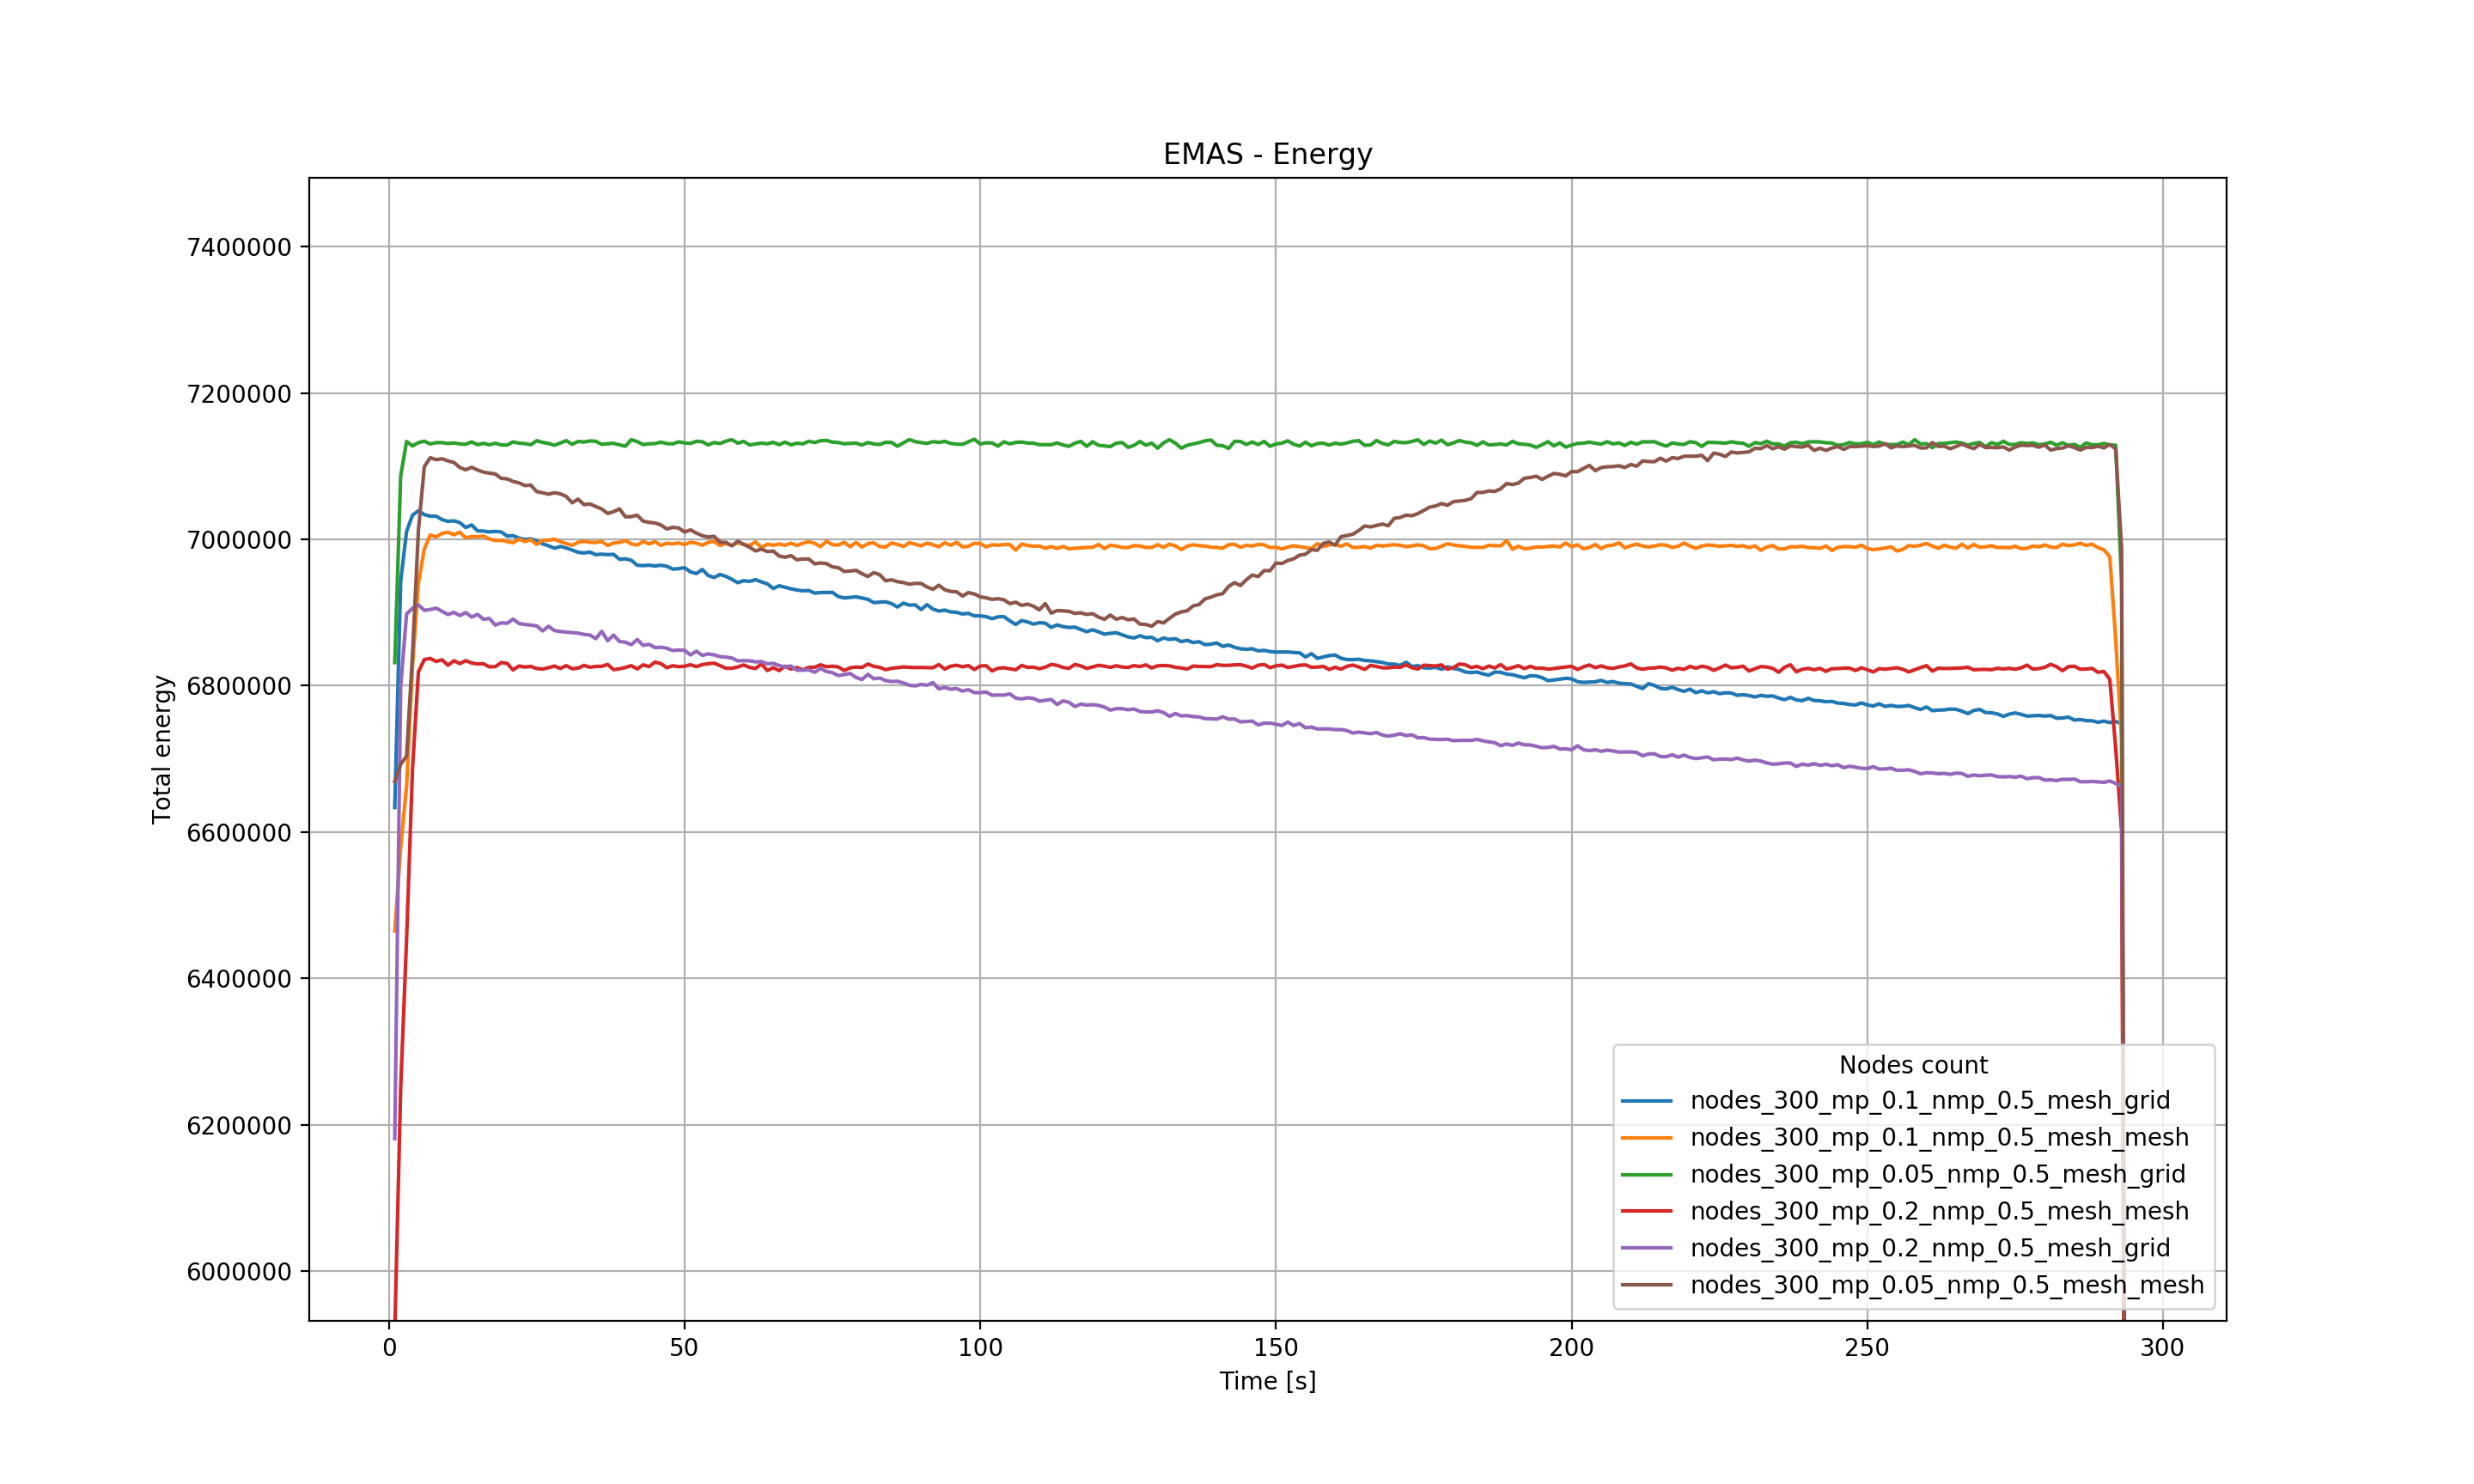 EMAS - Energy
7400000
7200000
7000000
6800000
6600000
6400000
6200000
6000000
Total energy
0 50 100 150 200 250 300
Time [s]
Nodes count
nodes_300_mp_0.1_nmp_0.5_mesh_grid
nodes_300_mp_0.1_nmp_0.5_mesh_mesh
nodes_300_mp_0.05_nmp_0.5_mesh_grid
nodes_300_mp_0.2_nmp_0.5_mesh_mesh
nodes_300_mp_0.2_nmp_0.5_mesh_grid
nodes_300_mp_0.05_nmp_0.5_mesh_mesh